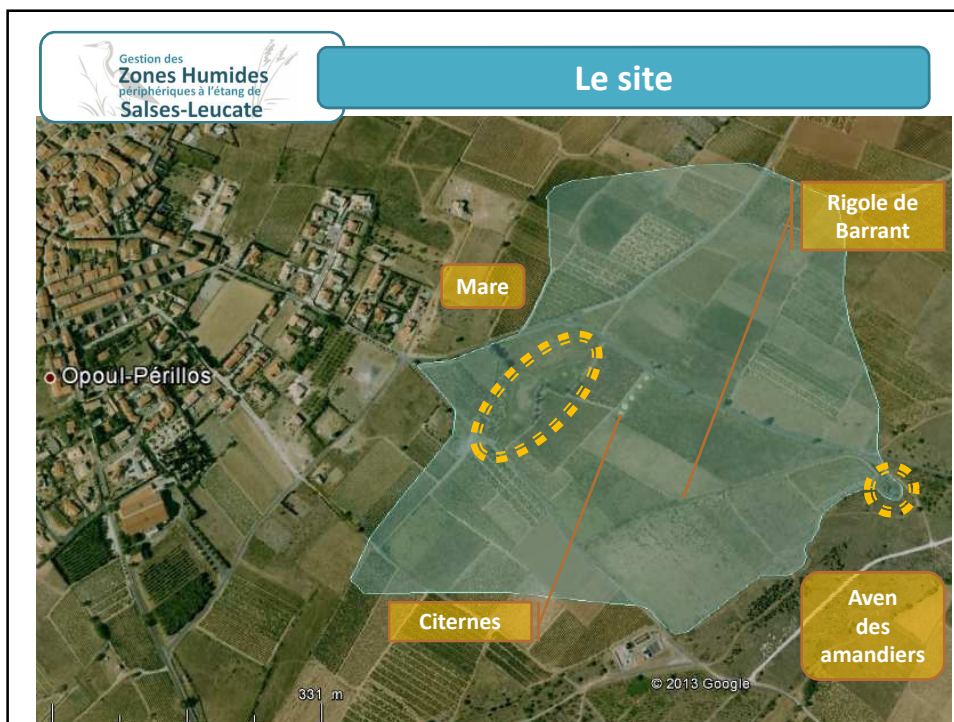 Gestion des
Zones Humides
périphériques à l'étang de
Salses-Leucate
Le site
Rigole de
Barrant
Mare
Opoul-Périllos
Citernes
Aven
des
amandiers
© 2013 Google
331 m